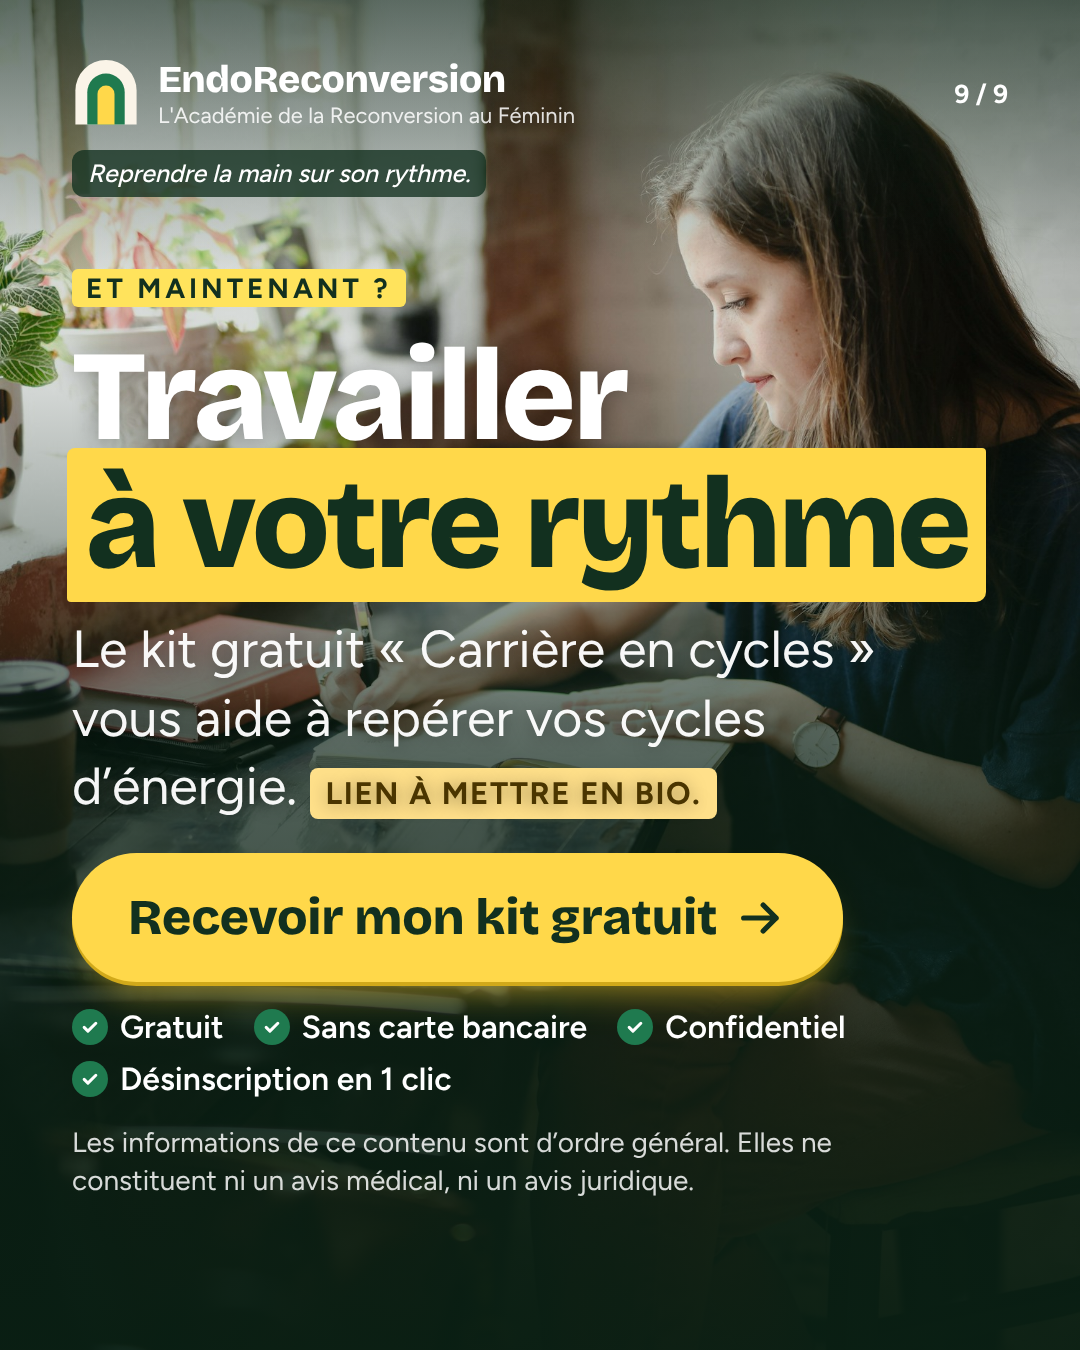 EndoReconversion
L'Académie de la Reconversion au Féminin
9 / 9
Reprendre la main sur son rythme.
ET MAINTENANT ?
Travailler
à votre rythme
Le kit gratuit « Carrière en cycles »
vous aide à repérer vos cycles
d’énergie. LIEN À METTRE EN BIO.
Recevoir mon kit gratuit →
Gratuit Sans carte bancaire Confidentiel
Désinscription en 1 clic
Les informations de ce contenu sont d’ordre général. Elles ne
constituent ni un avis médical, ni un avis juridique.